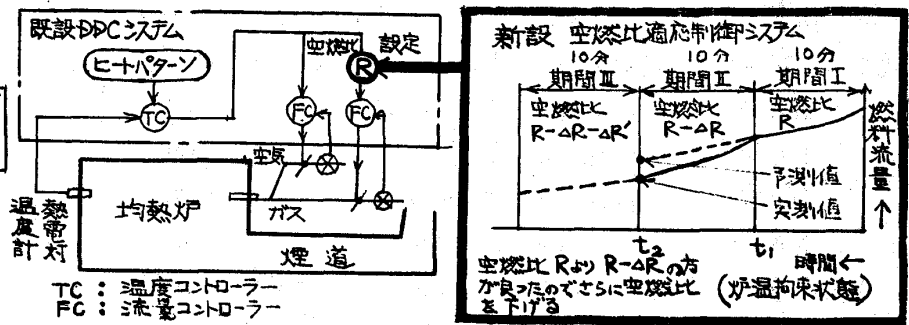 既設DDCシステム
ヒートパターン
空燃比
設定
R
TC
FC
FC
空気
ガス
均熱炉
煙道
熱電対
温度計
TC : 温度コントローラー
FC : 流量コントローラー
新設 空燃比適応制御システム
10分
10分
10分
期間Ⅲ
期間Ⅱ
期間Ⅰ
空燃比
R-ΔR-ΔR'
空燃比
R-ΔR
空燃比
R
燃料流量
予測値
実測値
t₂
t₁
時間←
(炉温拘束状態)
空燃比RよりR-ΔRの方
が良ったのでさらに空燃比
を下げる